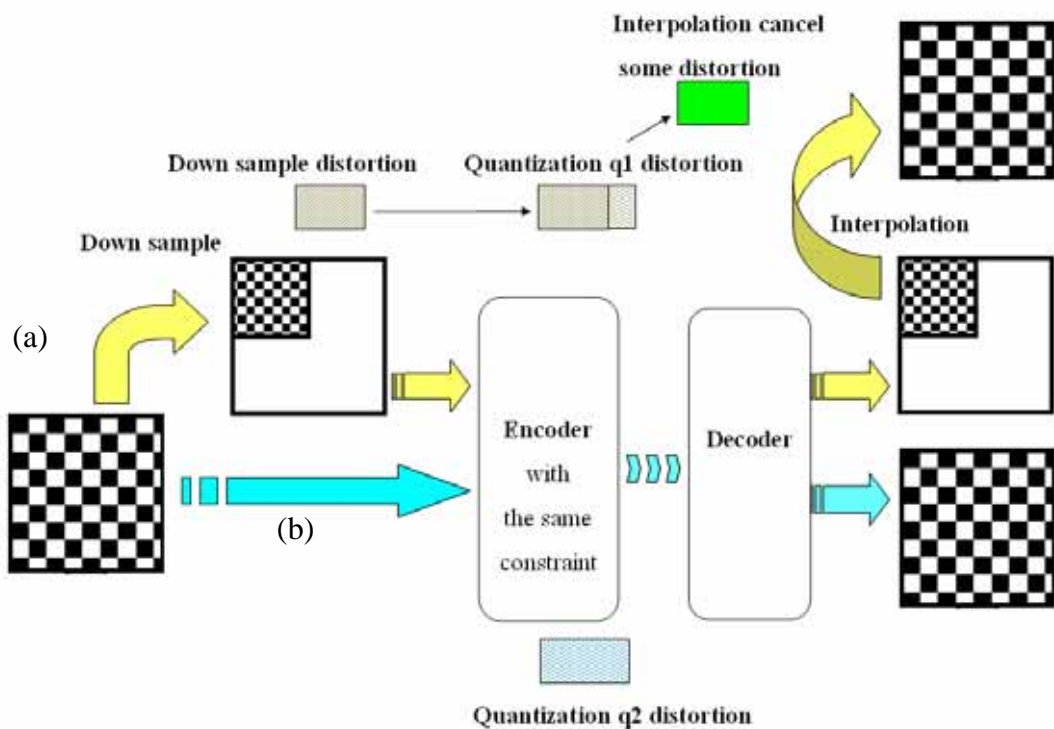 Interpolation cancel
some distortion
Down sample distortion
Quantization q1 distortion
Down sample
Interpolation
(a)
Encoder
with
the same
constraint
Decoder
(b)
Quantization q2 distortion